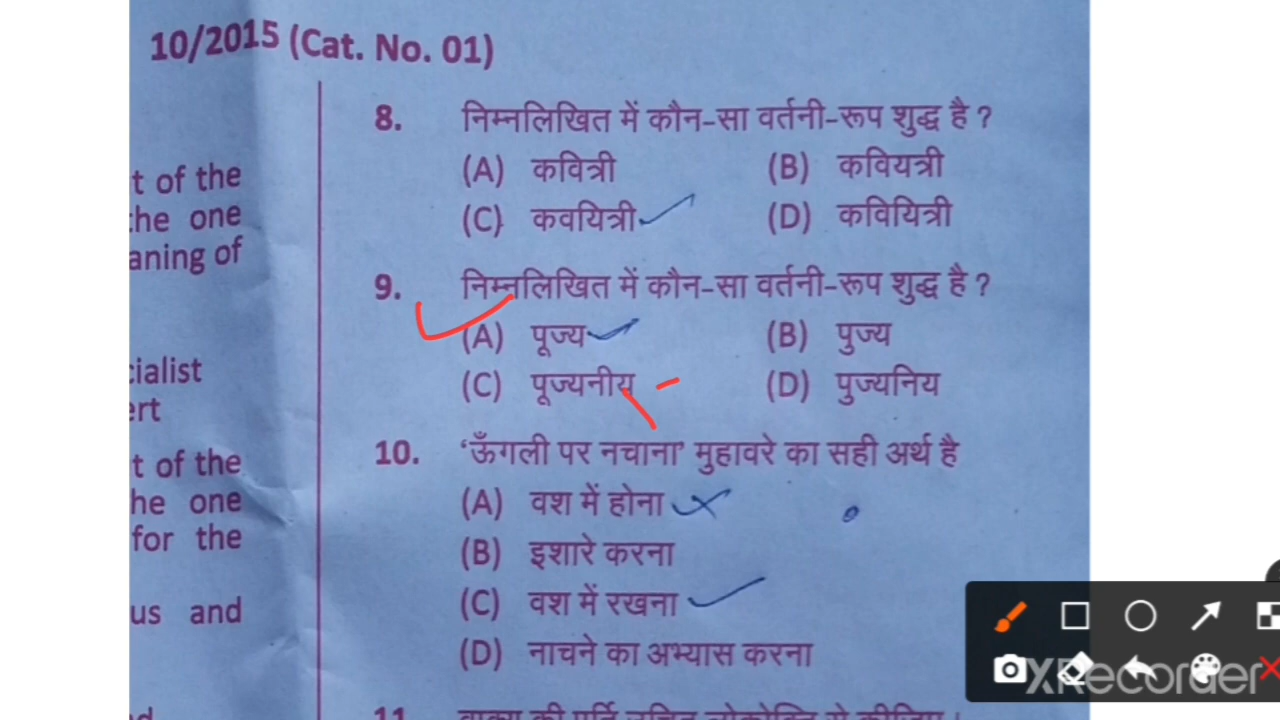 10/2015 (Cat. No. 01)
t of the
he one
aning of
cialist
ert
t of the
he one
for the
us and
8. निम्नलिखित में कौन-सा वर्तनी-रूप शुद्ध है ?
(A) कवित्री (B) कवियत्री
(C) कवयित्री (D) कवियित्री
9. निम्नलिखित में कौन-सा वर्तनी-रूप शुद्ध है ?
(A) पूज्य (B) पुज्य
(C) पूज्यनीय (D) पुज्यनिय
10. ‘ऊँगली पर नचाना’ मुहावरे का सही अर्थ है
(A) वश में होना
(B) इशारे करना
(C) वश में रखना
(D) नाचने का अभ्यास करना
11.
XRecorder